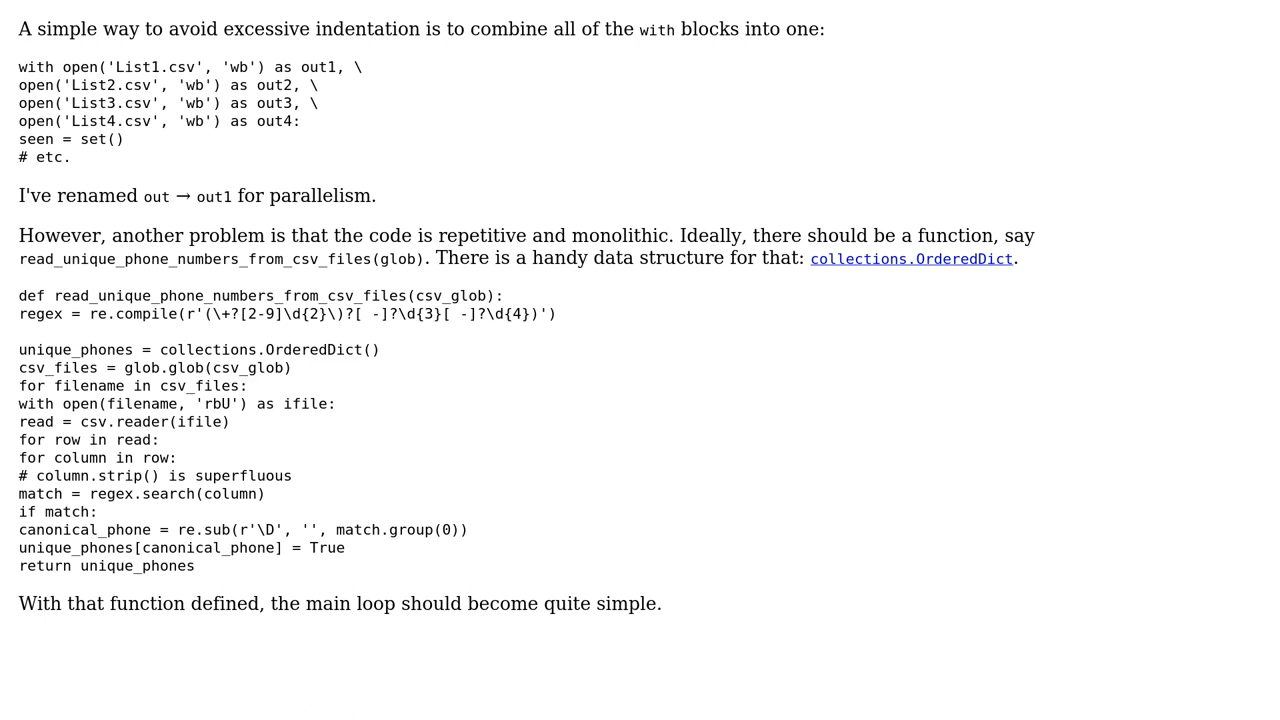 A simple way to avoid excessive indentation is to combine all of the with blocks into one:
with open('List1.csv', 'wb') as out1, \
open('List2.csv', 'wb') as out2, \
open('List3.csv', 'wb') as out3, \
open('List4.csv', 'wb') as out4:
seen = set()
# etc.
I've renamed out → out1 for parallelism.
However, another problem is that the code is repetitive and monolithic. Ideally, there should be a function, say
read_unique_phone_numbers_from_csv_files(glob). There is a handy data structure for that: collections.OrderedDict.
def read_unique_phone_numbers_from_csv_files(csv_glob):
regex = re.compile(r'(\+?[2-9]\d{2}\)?[ -]?\d{3}[ -]?\d{4})')
unique_phones = collections.OrderedDict()
csv_files = glob.glob(csv_glob)
for filename in csv_files:
with open(filename, 'rbU') as ifile:
read = csv.reader(ifile)
for row in read:
for column in row:
# column.strip() is superfluous
match = regex.search(column)
if match:
canonical_phone = re.sub(r'\D', '', match.group(0))
unique_phones[canonical_phone] = True
return unique_phones
With that function defined, the main loop should become quite simple.